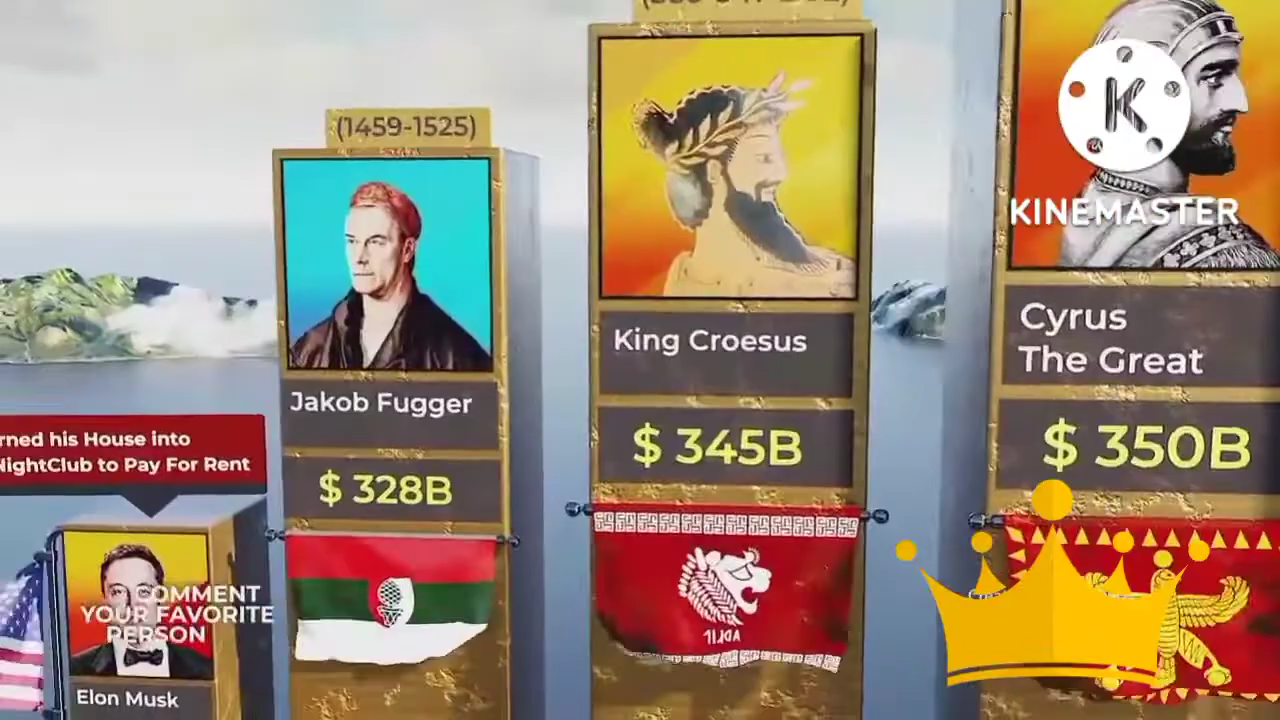 (1459-1525)
Jakob Fugger
$ 328B
King Croesus
$ 345B
K
KINEMASTER
Cyrus
The Great
$ 350B
rned his House into
NightClub to Pay For Rent
COMMENT
YOUR FAVORITE
PERSON
Elon Musk